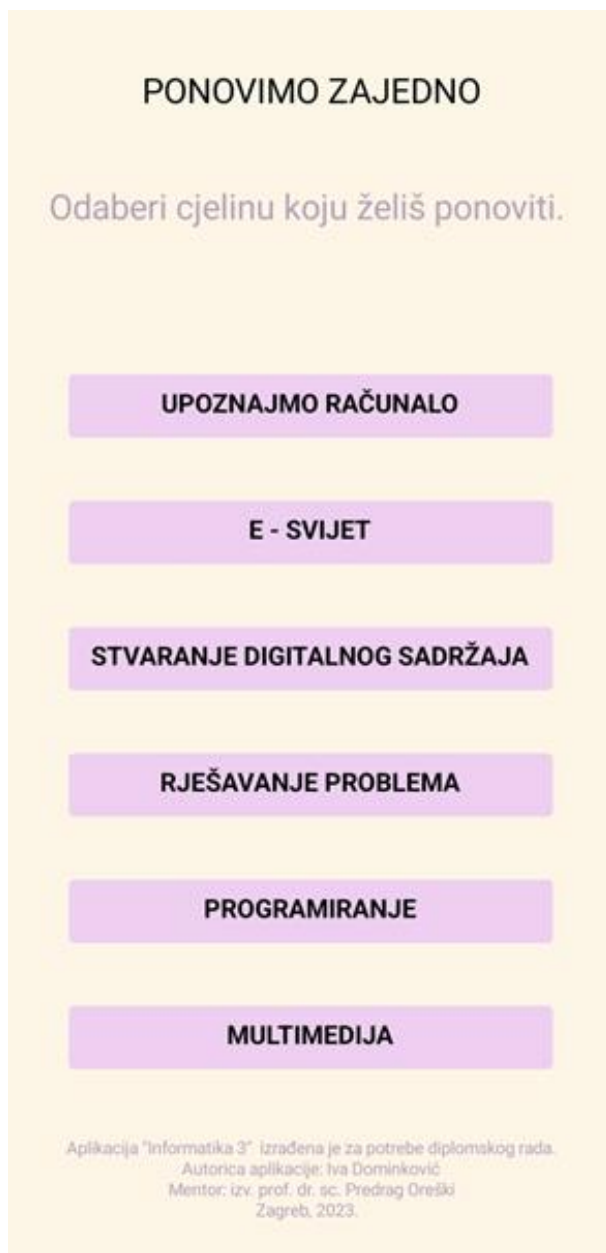 PONOVIMO ZAJEDNO
Odaberi cjelinu koju želiš ponoviti.
UPOZNAJMO RAČUNALO
E - SVIJET
STVARANJE DIGITALNOG SADRŽAJA
RJEŠAVANJE PROBLEMA
PROGRAMIRANJE
MULTIMEDIJA
Aplikacija "Informatika 3" izrađena je za potrebe diplomskog rada.
Autorica aplikacije: Iva Dominković
Mentor: izv. prof. dr. sc. Predrag Oreški
Zagreb, 2023.